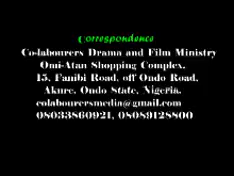 Correspondence
Co-labourers Drama and Film Ministry
Omi-Atan Shopping Complex.
15, Fanibi Road, off Ondo Road,
Akure. Ondo State, Nigeria.
colabourersmedia@gmail.com
08033860921, 08089128800